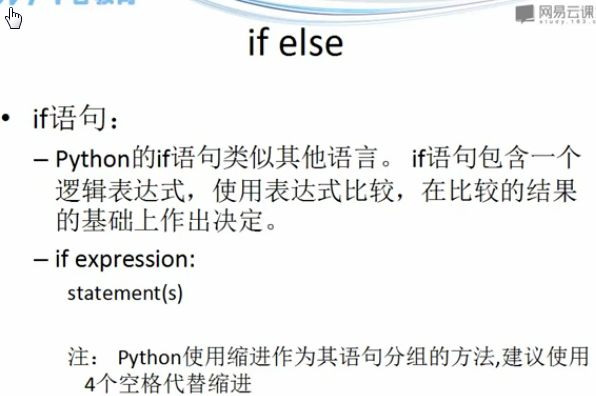 网易云课
study.163.c
if else
• if语句：
– Python的if语句类似其他语言。 if语句包含一个
逻辑表达式，使用表达式比较，在比较的结果
的基础上作出决定。
– if expression:
statement(s)
注： Python使用缩进作为其语句分组的方法,建议使用
4个空格代替缩进